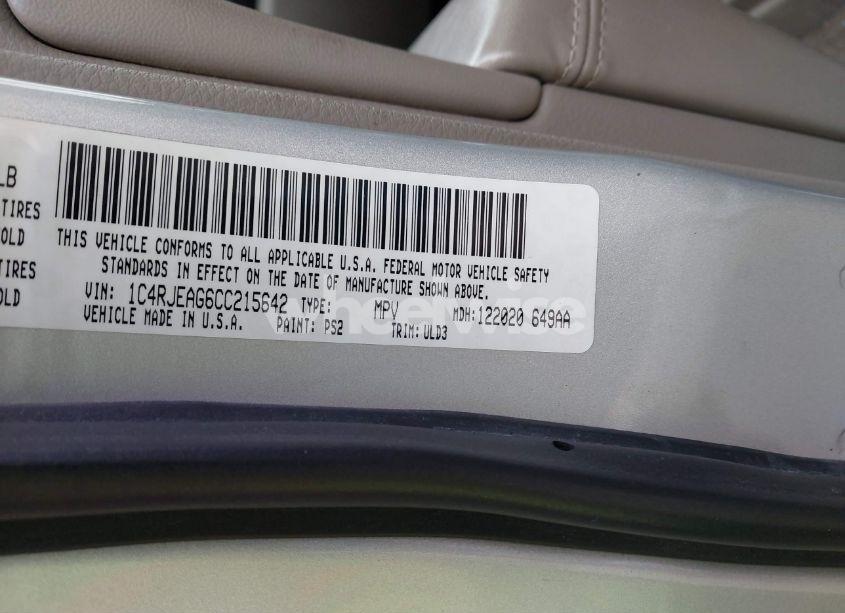 LB
TIRES
OLD
TIRES
OLD
THIS VEHICLE CONFORMS TO ALL APPLICABLE U.S.A. FEDERAL MOTOR VEHICLE SAFETY
STANDARDS IN EFFECT ON THE DATE OF MANUFACTURE SHOWN ABOVE.
VIN: 1C4RJEAG6CC215642 TYPE: MPV MDH:122020 649AA
VEHICLE MADE IN U.S.A. PAINT: PS2 TRIM: ULD3
wheelwise